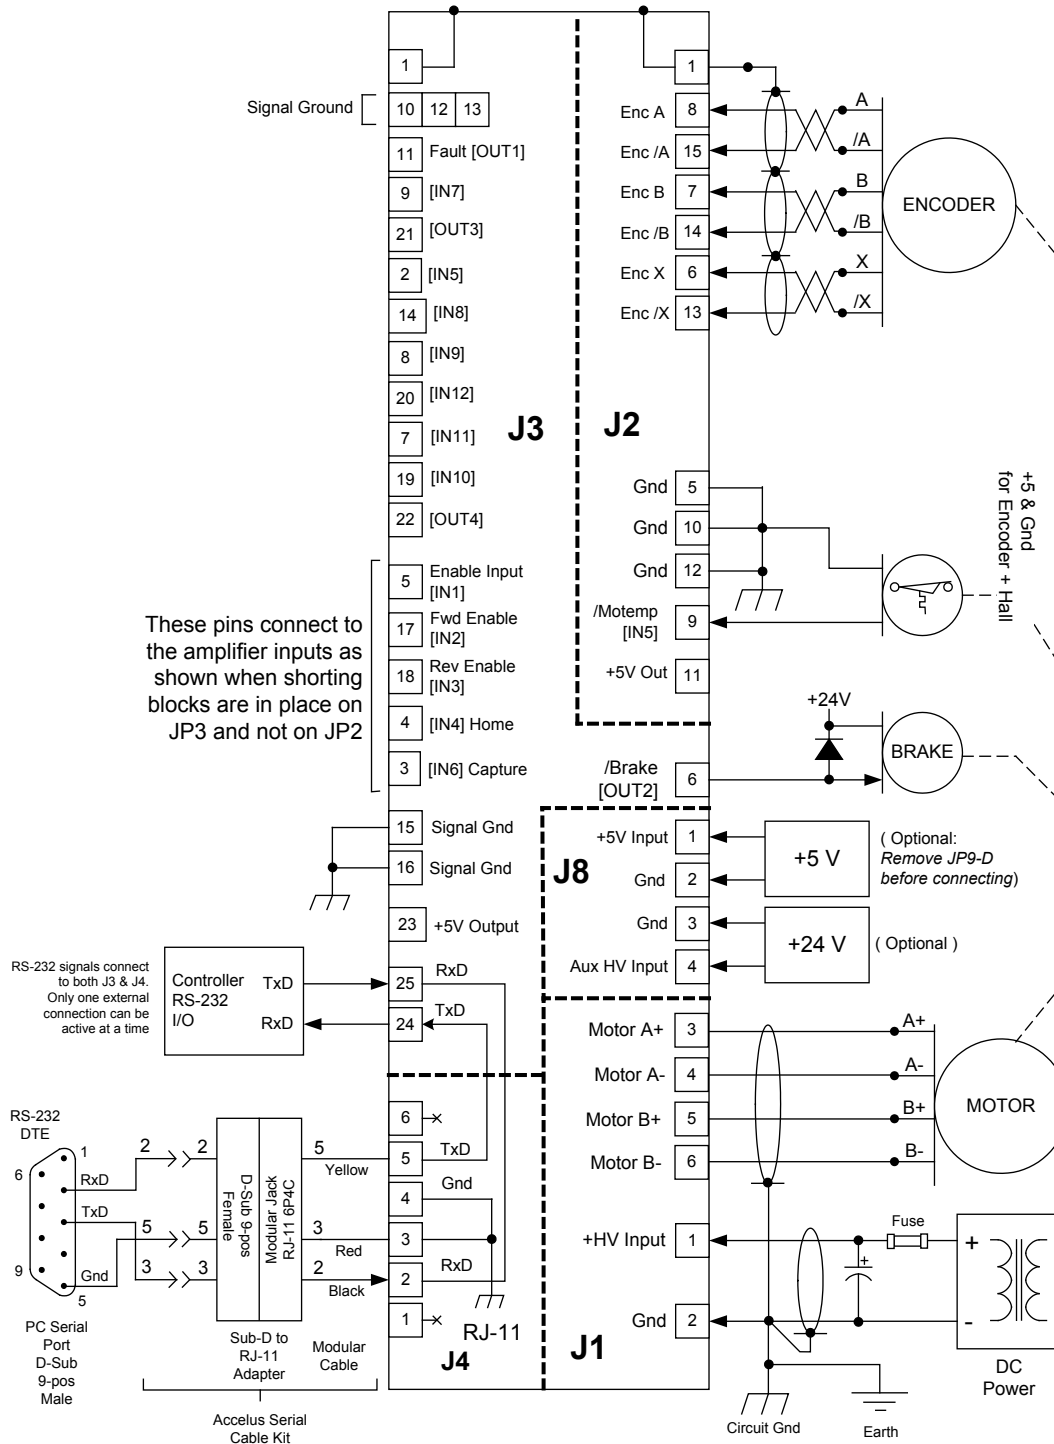 1
Signal Ground
10 12 13
11 Fault [OUT1]
9 [IN7]
21 [OUT3]
2 [IN5]
14 [IN8]
8 [IN9]
20 [IN12]
7 [IN11]
19 [IN10]
22 [OUT4]
J3
These pins connect to
the amplifier inputs as
shown when shorting
blocks are in place on
JP3 and not on JP2
5 Enable Input
[IN1]
17 Fwd Enable
[IN2]
18 Rev Enable
[IN3]
4 [IN4] Home
3 [IN6] Capture
15 Signal Gnd
16 Signal Gnd
23 +5V Output
RS-232 signals connect
to both J3 & J4.
Only one external
connection can be
active at a time
Controller
RS-232
I/O
TxD
RxD
25 RxD
24 TxD
1
Enc A 8 A
Enc /A 15 /A
Enc B 7 B
Enc /B 14 /B
Enc X 6 X
Enc /X 13 /X
ENCODER
J2
Gnd 5
Gnd 10
Gnd 12
/Motemp
[IN5] 9
+5V Out 11
+5 & Gnd
for Encoder + Hall
+24V
BRAKE
/Brake
[OUT2] 6
J8
+5V Input 1
Gnd 2
+5 V
( Optional:
Remove JP9-D
before connecting)
Gnd 3
Aux HV Input 4
+24 V
( Optional )
Motor A+ 3 A+
Motor A- 4 A-
Motor B+ 5 B+
Motor B- 6 B-
MOTOR
+HV Input 1
Fuse
+
+
-
Gnd 2
J1
DC
Power
Circuit Gnd
Earth
RS-232
DTE
1
6
RxD
TxD
9
Gnd
5
PC Serial
Port
D-Sub
9-pos
Male
2 2
5 5
3 3
D-Sub 9-pos
Female
Modular Jack
RJ-11 6P4C
5
Yellow
3
Red
2
Black
Sub-D to
RJ-11
Adapter
Modular
Cable
Accelus Serial
Cable Kit
6
5 TxD
4 Gnd
3
2 RxD
1
RJ-11
J4